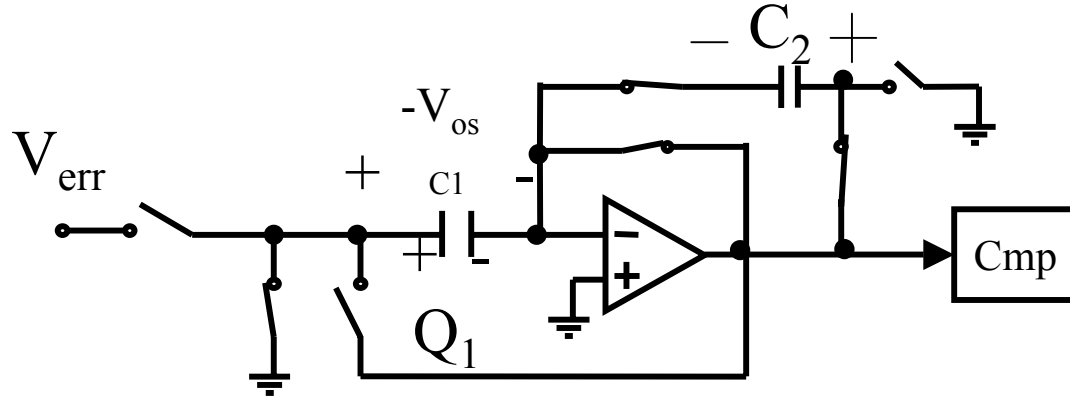 − C₂ +
-Vₒₛ
Verr
+ C1
-
+ -
−
+
Cmp
Q₁